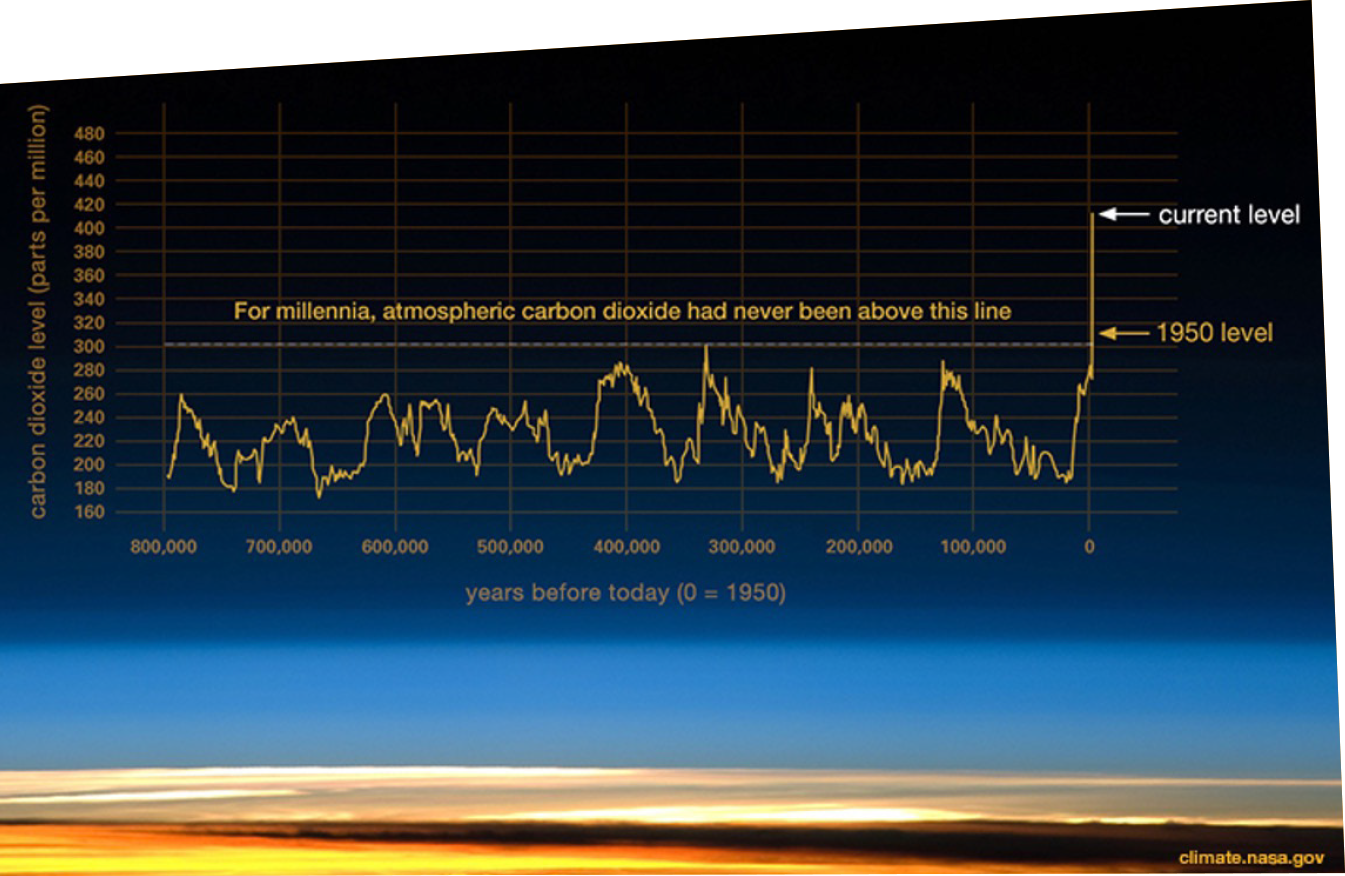 carbon dioxide level (parts per million)
480
460
440
420
400
380
360
340
320
300
280
260
240
220
200
180
160
current level
For millennia, atmospheric carbon dioxide had never been above this line
1950 level
800,000 700,000 600,000 500,000 400,000 300,000 200,000 100,000 0
years before today (0 = 1950)
climate.nasa.gov